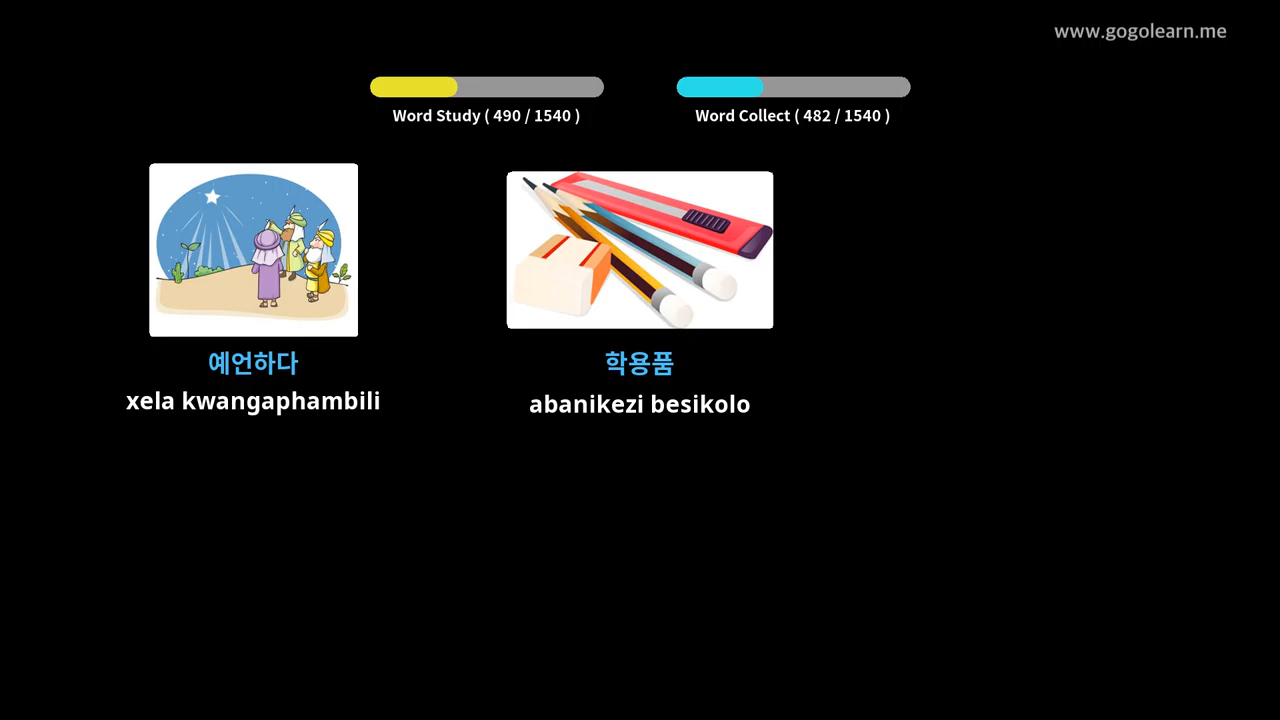 www.gogolearn.me
Word Study ( 490 / 1540 )
Word Collect ( 482 / 1540 )
예언하다
xela kwangaphambili
학용품
abanikezi besikolo